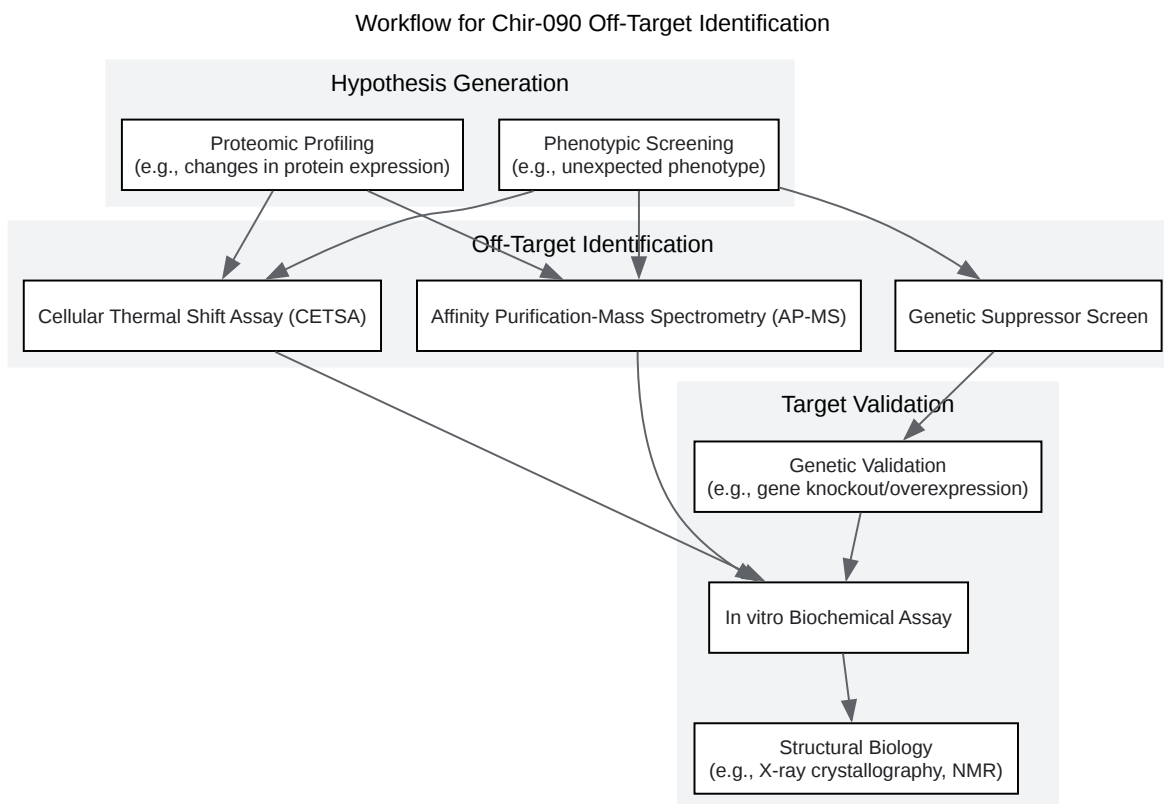 Workflow for Chir-090 Off-Target Identification
Hypothesis Generation
Proteomic Profiling
(e.g., changes in protein expression)
Phenotypic Screening
(e.g., unexpected phenotype)
Off-Target Identification
Cellular Thermal Shift Assay (CETSA)
Affinity Purification-Mass Spectrometry (AP-MS)
Genetic Suppressor Screen
Target Validation
Genetic Validation
(e.g., gene knockout/overexpression)
In vitro Biochemical Assay
Structural Biology
(e.g., X-ray crystallography, NMR)